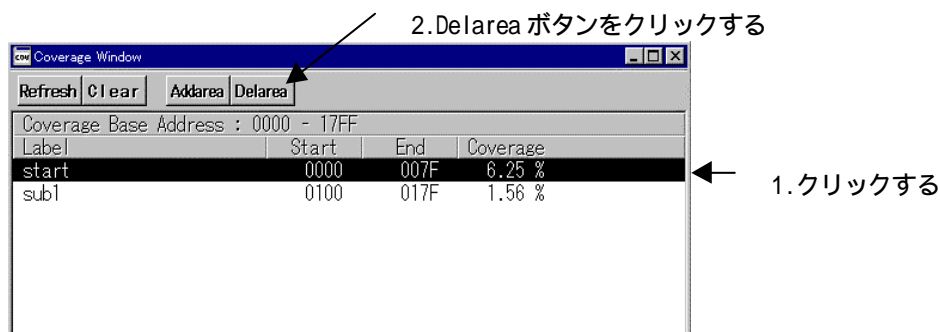 2.Delarea ボタンをクリックする
COV Coverage Window
Refresh Clear Addarea Delarea
Coverage Base Address : 0000 - 17FF
Label Start End Coverage
start 0000 007F 6.25 %
sub1 0100 017F 1.56 %
1.クリックする